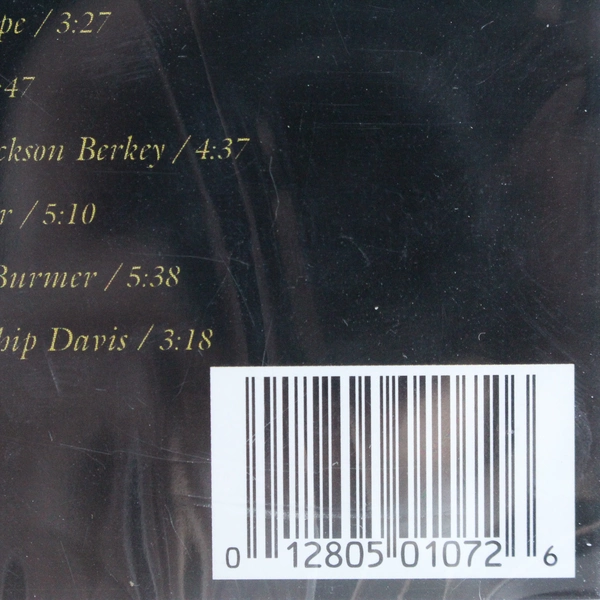 pe / 3:27
:47
ckson Berkey / 4:37
r / 5:10
Burmer / 5:38
hip Davis / 3:18
0 12805 01072 6